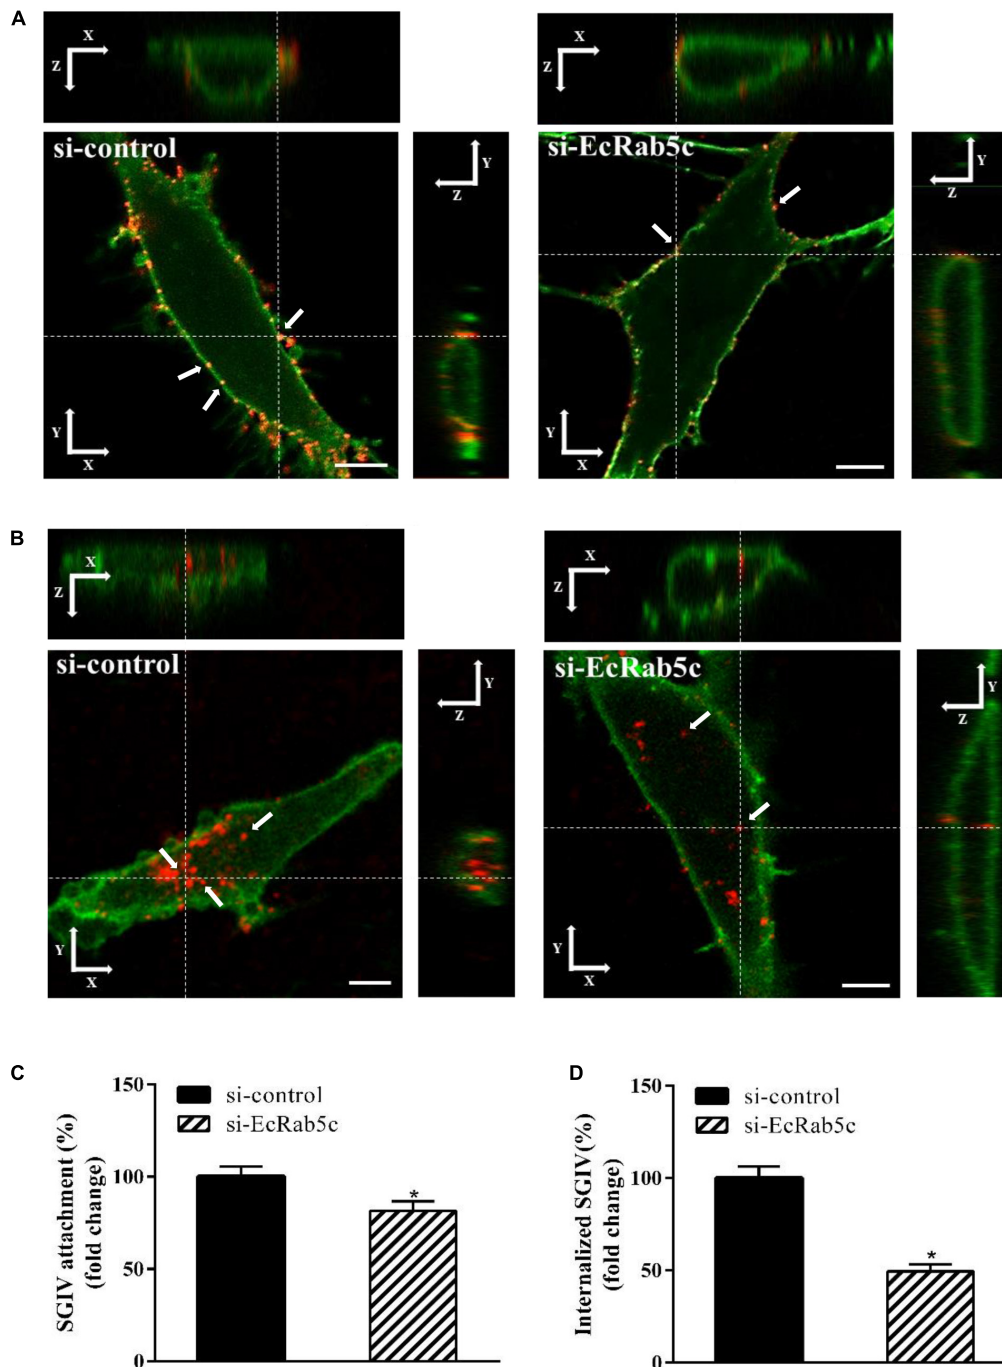 A
X
Z
si-control
Y
Z
Y
X
X
Z
si-EcRab5c
Y
Z
Y
X
B
X
Z
si-control
Y
Z
Y
X
X
Z
si-EcRab5c
Y
Z
Y
X
C
150
100
50
0
SGIV attachment (%)
(fold change)
si-control
si-EcRab5c
*
D
150
100
50
0
Internalized SGIV(%)
(fold change)
si-control
si-EcRab5c
*